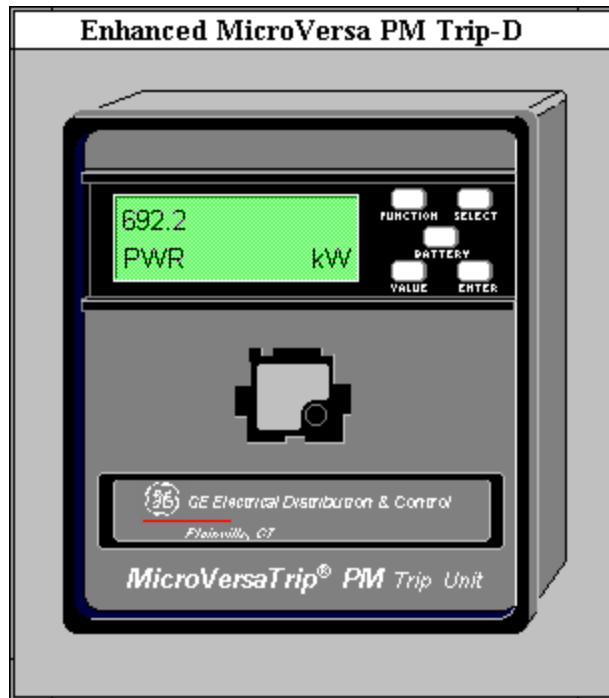 Enhanced MicroVersa PM Trip-D
692.2
PWR kW
FUNCTION SELECT
BATTERY
VALUE ENTER
GE GE Electrical Distribution & Control
Plainville, CT
MicroVersaTrip® PM Trip Unit